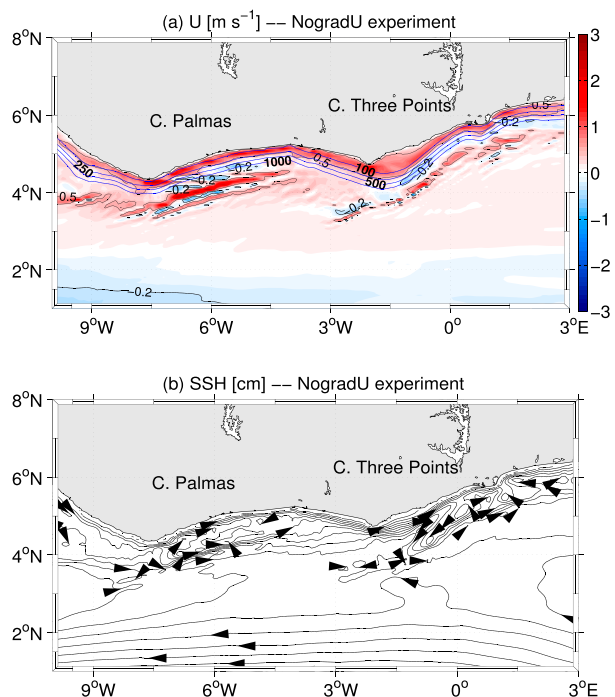 (a) U [m s⁻¹] −− NogradU experiment
8°N
6°N
4°N
2°N
C. Palmas
C. Three Points
250
1000
100
500
0.5
−0.2
−0.2
−0.2
0.5
−0.2
−0.2
−0.2
0.5
−0.2
9°W
6°W
3°W
0°
3°E
3
2
1
0
−1
−2
−3
(b) SSH [cm] −− NogradU experiment
8°N
6°N
4°N
2°N
C. Palmas
C. Three Points
9°W
6°W
3°W
0°
3°E